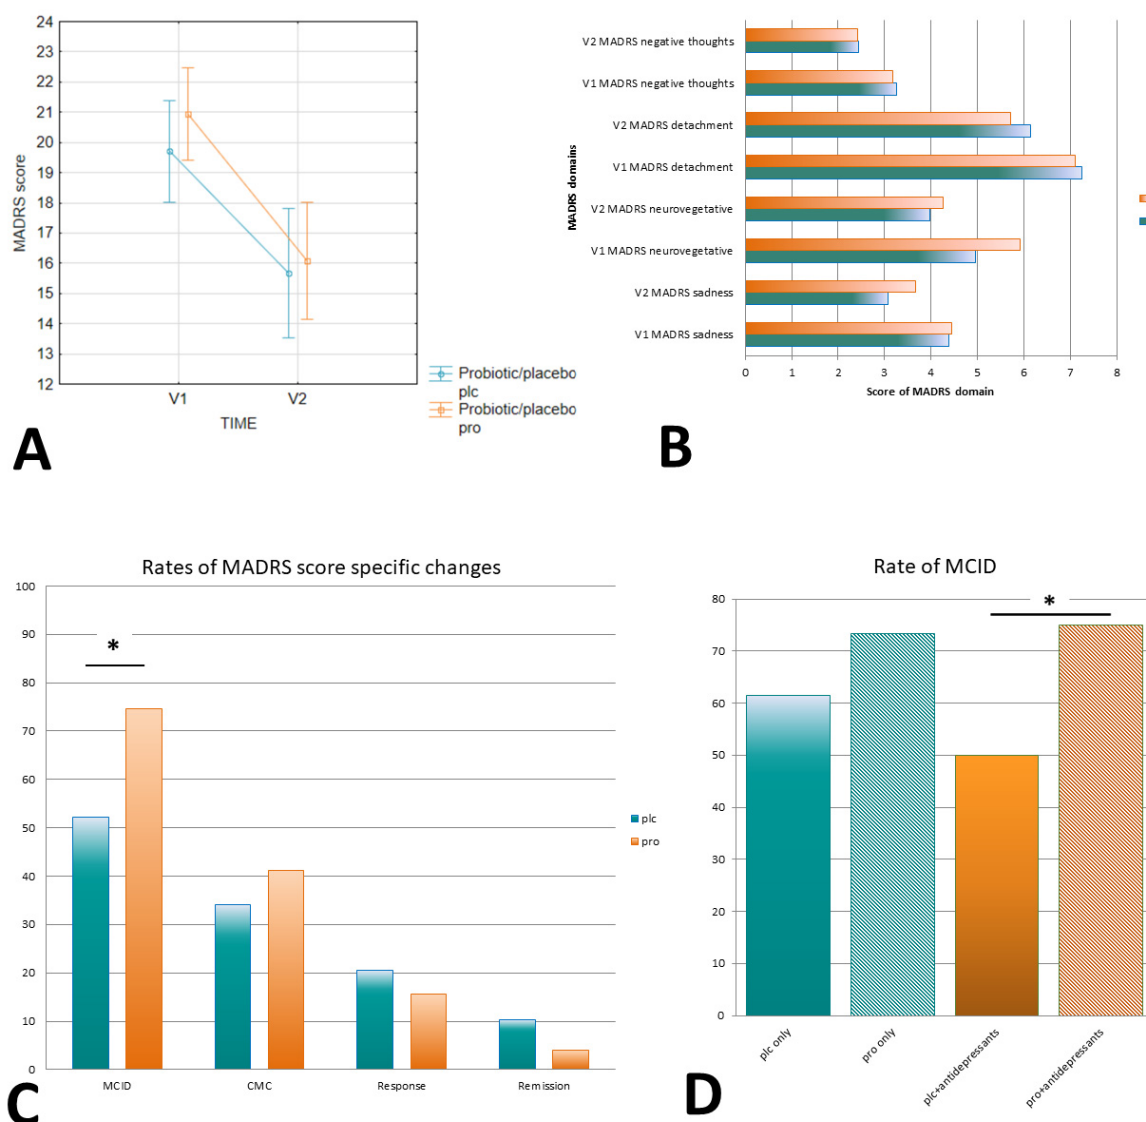 24
23
22
21
20
19
18
17
16
15
14
13
12
MADRS score
V1
V2
TIME
Probiotic/placebo
plc
Probiotic/placebo
pro
A
MADRS domains
V2 MADRS negative thoughts
V1 MADRS negative thoughts
V2 MADRS detachment
V1 MADRS detachment
V2 MADRS neurovegetative
V1 MADRS neurovegetative
V2 MADRS sadness
V1 MADRS sadness
0 1 2 3 4 5 6 7 8
Score of MADRS domain
B
Rates of MADRS score specific changes
100
90
80
70
60
50
40
30
20
10
0
*
MCID CMC Response Remission
plc
pro
C
Rate of MCID
80
70
60
50
40
30
20
10
0
*
plc only
pro only
plc+antidepressants
pro+antidepressants
D